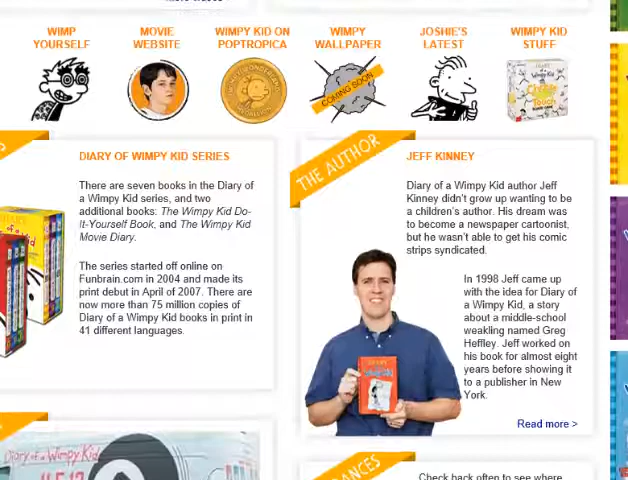 WIMP YOURSELF
MOVIE WEBSITE
WIMPY KID ON POPTROPICA
WIMPY WALLPAPER
JOSHIE'S LATEST
WIMPY KID STUFF
COMING SOON
DIARY OF WIMPY KID SERIES
There are seven books in the Diary of
a Wimpy Kid series, and two
additional books: The Wimpy Kid Do-
It-Yourself Book, and The Wimpy Kid
Movie Diary.
The series started off online on
Funbrain.com in 2004 and made its
print debut in April of 2007. There are
now more than 75 million copies of
Diary of a Wimpy Kid books in print in
41 different languages.
THE AUTHOR
JEFF KINNEY
Diary of a Wimpy Kid author Jeff
Kinney didn't grow up wanting to be
a children's author. His dream was
to become a newspaper cartoonist,
but he wasn't able to get his comic
strips syndicated.
In 1998 Jeff came up
with the idea for Diary of
a Wimpy Kid, a story
about a middle-school
weakling named Greg
Heffley. Jeff worked on
his book for almost eight
years before showing it
to a publisher in New
York.
Read more >
Diary of a Wimpy Kid
Check back often to see where